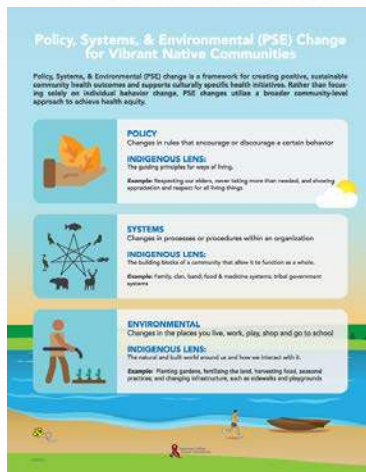 Policy, Systems, & Environmental (PSE) Change
for Vibrant Native Communities
Policy, Systems, & Environmental (PSE) change is a framework for creating positive, sustainable
community health outcomes and supports culturally specific health initiatives. Rather than focus-
ing solely on individual behavior change, PSE changes utilize a broader community-level
approach to achieve health equity.
POLICY
Changes in rules that encourage or discourage a certain behavior
INDIGENOUS LENS:
The guiding principles for ways of living.
Example: Respecting our elders, never taking more than needed, and showing
appreciation and respect for all living things
SYSTEMS
Changes in processes or procedures within an organization
INDIGENOUS LENS:
The building blocks of a community that allow it to function as a whole.
Example: Family, clan, band, food & medicine systems, tribal government
systems
ENVIRONMENTAL
Changes in the places you live, work, play, shop and go to school
INDIGENOUS LENS:
The natural and built world around us and how we interact with it.
Example: Planting gardens, fertilizing the land, harvesting food, seasonal
practices, and changing infrastructure, such as sidewalks and playgrounds